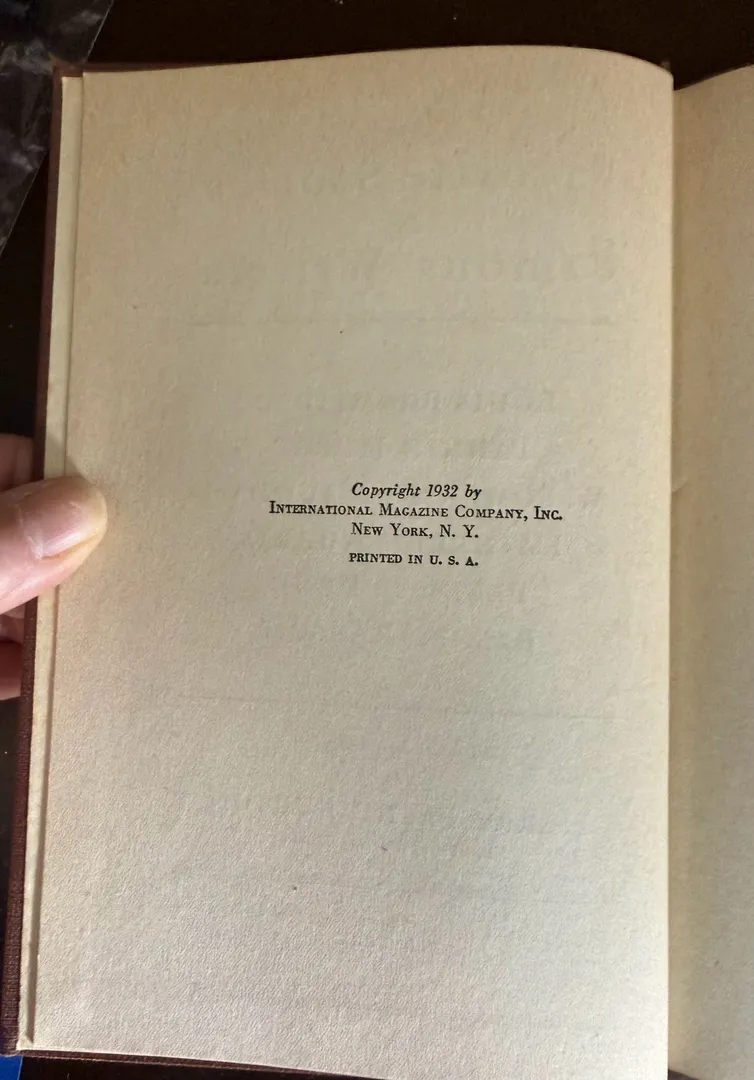 Copyright 1932 by
INTERNATIONAL MAGAZINE COMPANY, INC.
NEW YORK, N. Y.
PRINTED IN U. S. A.